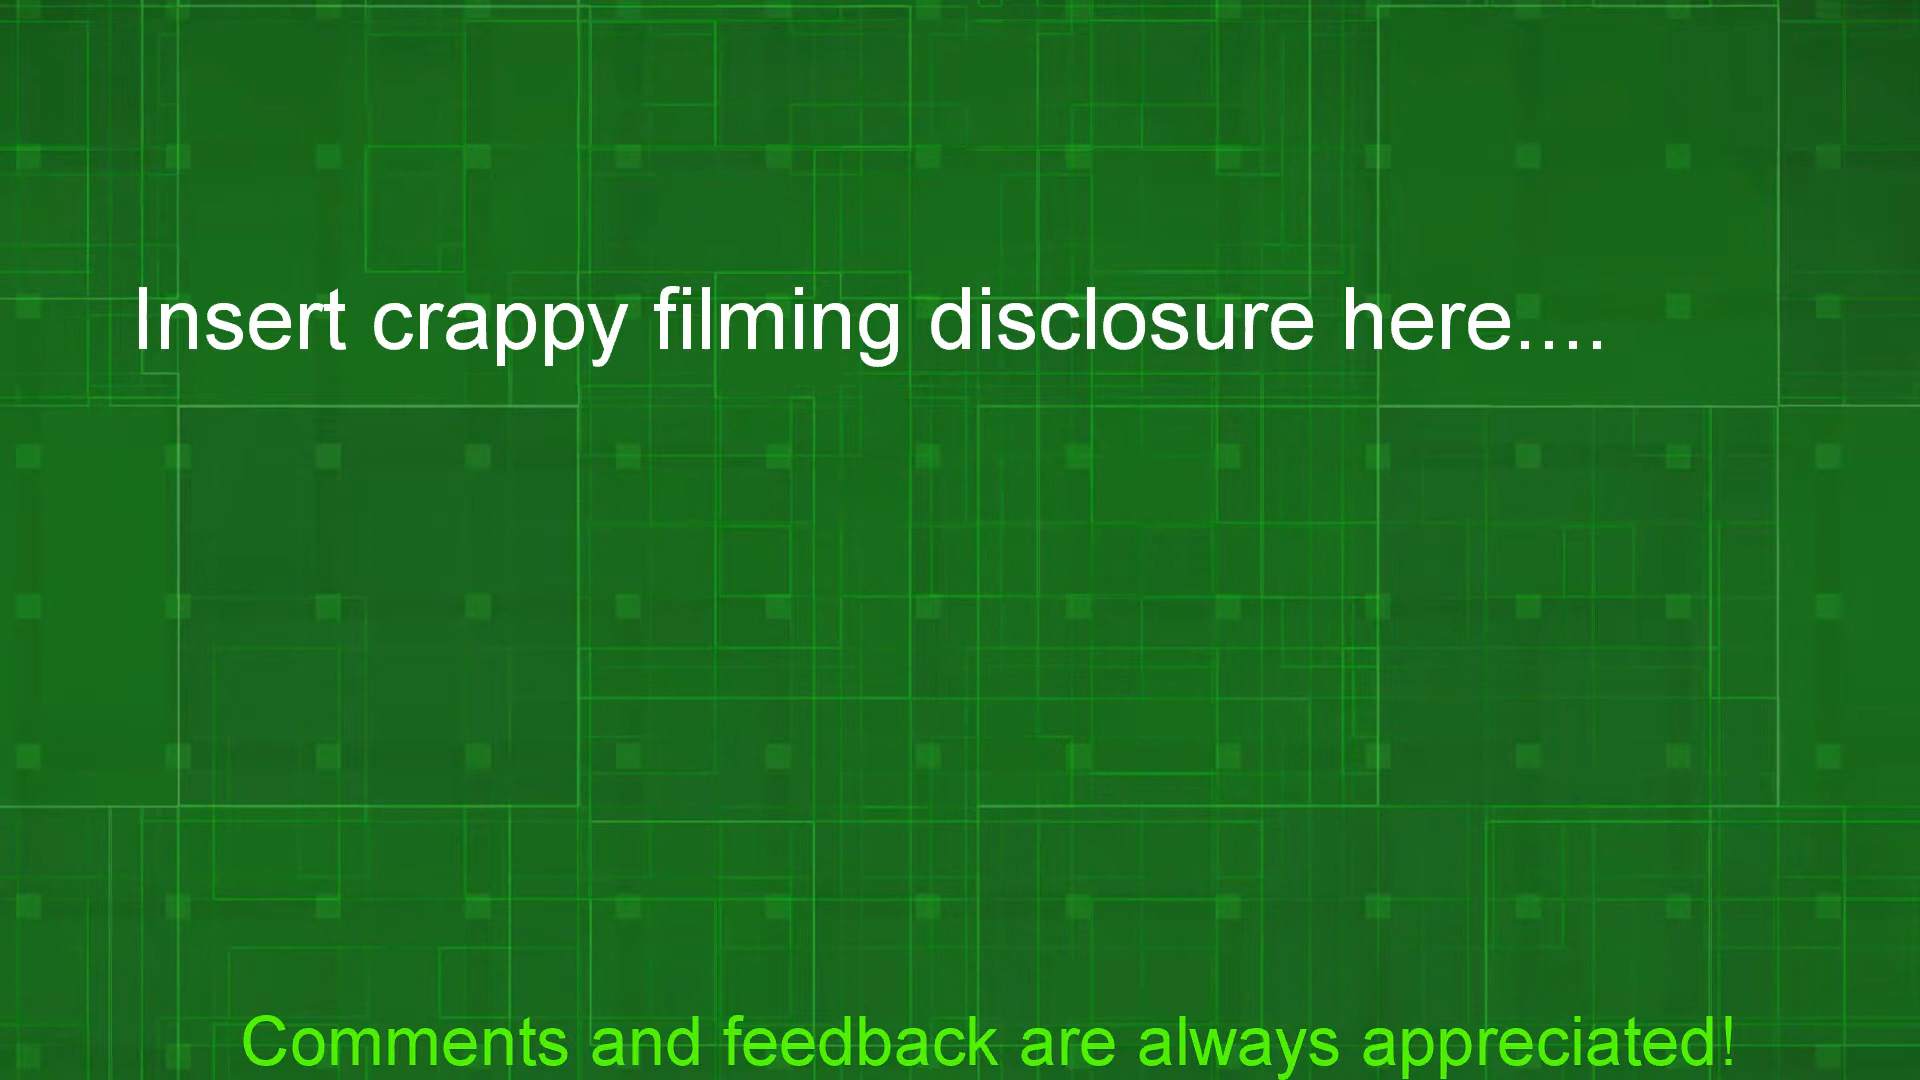 Insert crappy filming disclosure here....
Comments and feedback are always appreciated!